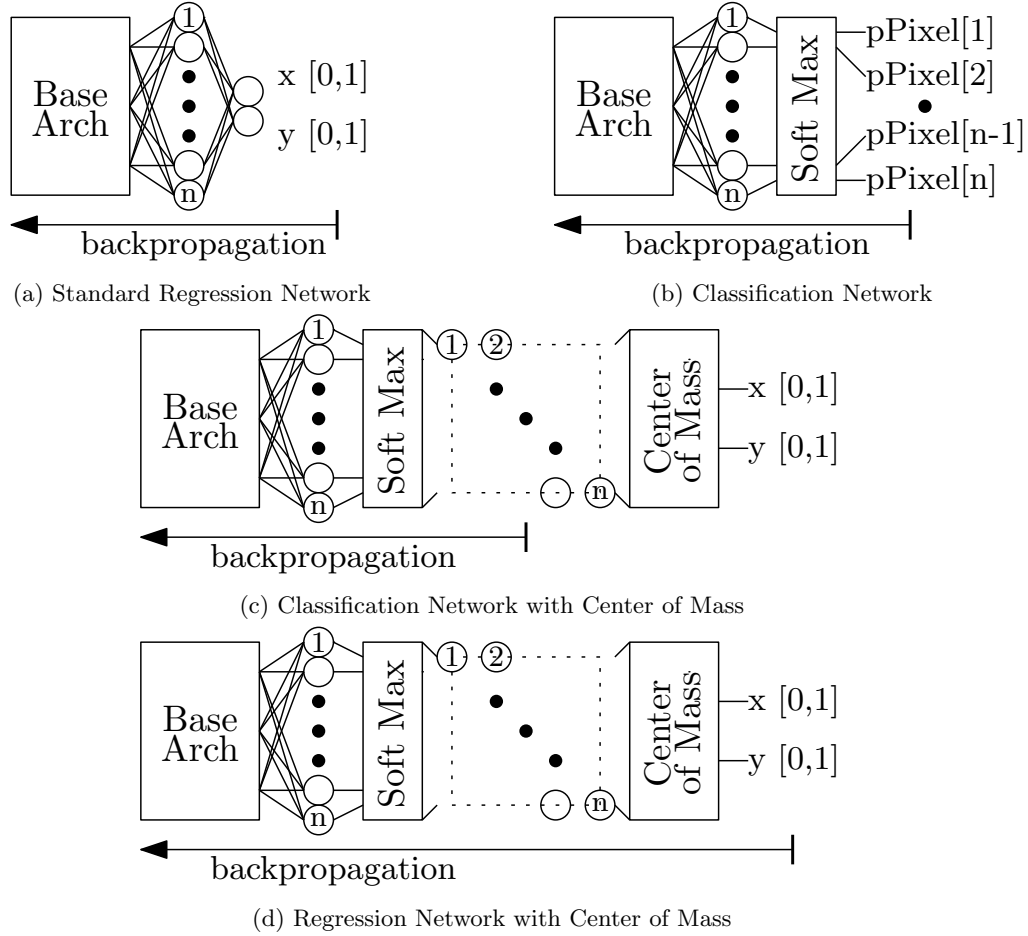 1
n
Base
Arch
x [0,1]
y [0,1]
backpropagation
(a) Standard Regression Network
1
n
Base
Arch
Soft Max
pPixel[1]
pPixel[2]
pPixel[n-1]
pPixel[n]
backpropagation
(b) Classification Network
1
n
Base
Arch
Soft Max
1
2
n
Center
of Mass
x [0,1]
y [0,1]
backpropagation
(c) Classification Network with Center of Mass
1
n
Base
Arch
Soft Max
1
2
n
Center
of Mass
x [0,1]
y [0,1]
backpropagation
(d) Regression Network with Center of Mass